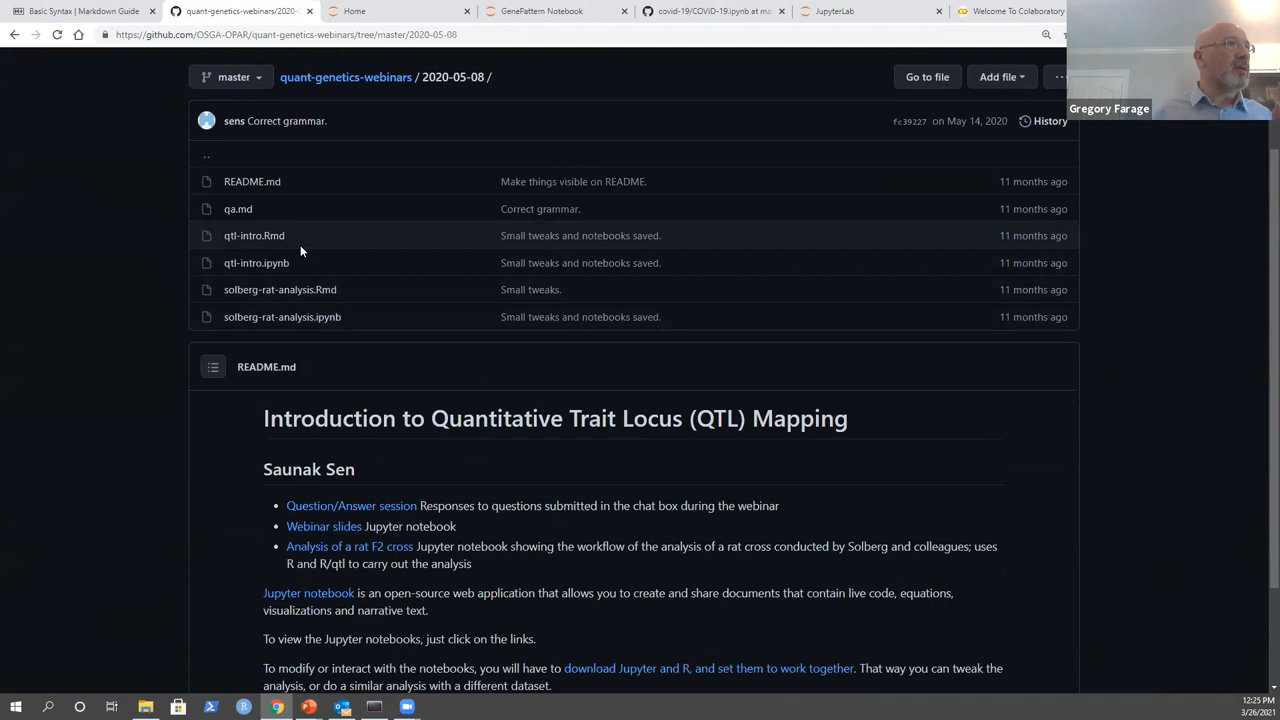 Basic Syntax | Markdown Guide
quant-genetics-webinars/2020-
Home
GenePattern Notebook
covid-19/COViD-19.ipynb at ma
JupyterLab
Welcome To Colaboratory
https://github.com/OSGA-OPAR/quant-genetics-webinars/tree/master/2020-05-08
Gregory Farage
master
quant-genetics-webinars / 2020-05-08 /
Go to file
Add file
...
sens Correct grammar.
fc39227 on May 14, 2020
History
..
README.md Make things visible on README. 11 months ago
qa.md Correct grammar. 11 months ago
qtl-intro.Rmd Small tweaks and notebooks saved. 11 months ago
qtl-intro.ipynb Small tweaks and notebooks saved. 11 months ago
solberg-rat-analysis.Rmd Small tweaks. 11 months ago
solberg-rat-analysis.ipynb Small tweaks and notebooks saved. 11 months ago
README.md
Introduction to Quantitative Trait Locus (QTL) Mapping
Saunak Sen
• Question/Answer session Responses to questions submitted in the chat box during the webinar
• Webinar slides Jupyter notebook
• Analysis of a rat F2 cross Jupyter notebook showing the workflow of the analysis of a rat cross conducted by Solberg and colleagues; uses
R and R/qtl to carry out the analysis
Jupyter notebook is an open-source web application that allows you to create and share documents that contain live code, equations,
visualizations and narrative text.
To view the Jupyter notebooks, just click on the links.
To modify or interact with the notebooks, you will have to download Jupyter and R, and set them to work together. That way you can tweak the
analysis, or do a similar analysis with a different dataset.
12:25 PM
3/26/2021